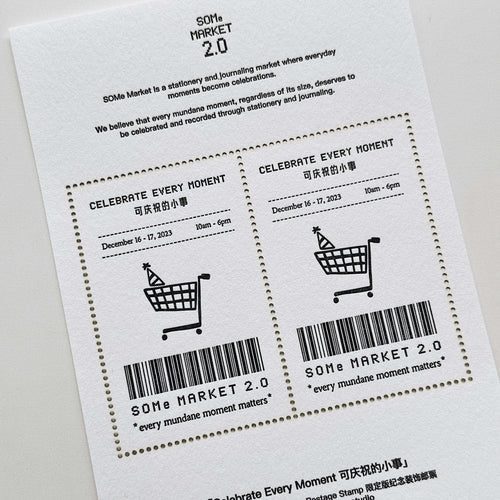 SOMe
MARKET
2.0
SOMe Market is a stationery and journaling market where everyday
moments become celebrations.
We believe that every mundane moment, regardless of its size, deserves to
be celebrated and recorded through stationery and journaling.
CELEBRATE EVERY MOMENT
可庆祝的小事
December 16 - 17, 2023 10am - 6pm
SOMe MARKET 2.0
*every mundane moment matters*
CELEBRATE EVERY MOMENT
可庆祝的小事
December 16 - 17, 2023 10am - 6pm
SOMe MARKET 2.0
*every mundane moment matters*
Celebrate Every Moment 可庆祝的小事」
Postage Stamp 限定版纪念装饰邮票